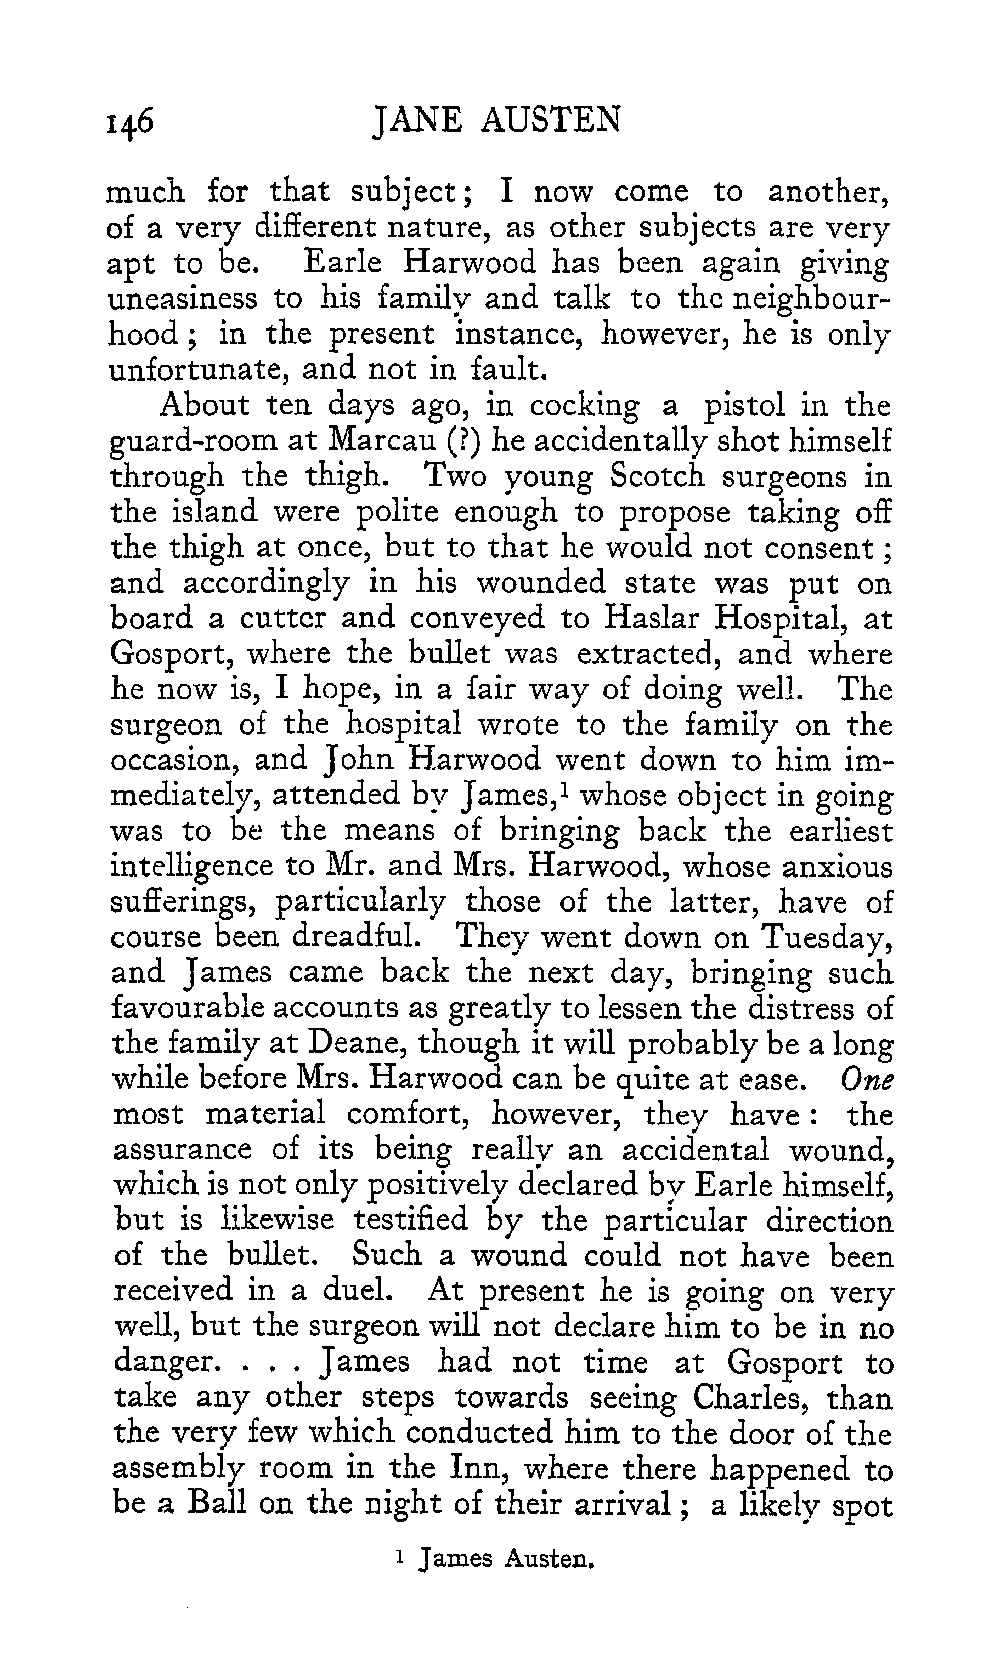 146 JANE AUSTEN
much for that subject; I now come to another,
of a very different nature, as other subjects are very
apt to be. Earle Harwood has been again giving
uneasiness to his family and talk to the neighbour-
hood; in the present instance, however, he is only
unfortunate, and not in fault.
About ten days ago, in cocking a pistol in the
guard-room at Marcau (?) he accidentally shot himself
through the thigh. Two young Scotch surgeons in
the island were polite enough to propose taking off
the thigh at once, but to that he would not consent;
and accordingly in his wounded state was put on
board a cutter and conveyed to Haslar Hospital, at
Gosport, where the bullet was extracted, and where
he now is, I hope, in a fair way of doing well. The
surgeon of the hospital wrote to the family on the
occasion, and John Harwood went down to him im-
mediately, attended by James,¹ whose object in going
was to be the means of bringing back the earliest
intelligence to Mr. and Mrs. Harwood, whose anxious
sufferings, particularly those of the latter, have of
course been dreadful. They went down on Tuesday,
and James came back the next day, bringing such
favourable accounts as greatly to lessen the distress of
the family at Deane, though it will probably be a long
while before Mrs. Harwood can be quite at ease. One
most material comfort, however, they have: the
assurance of its being really an accidental wound,
which is not only positively declared by Earle himself,
but is likewise testified by the particular direction
of the bullet. Such a wound could not have been
received in a duel. At present he is going on very
well, but the surgeon will not declare him to be in no
danger. . . . James had not time at Gosport to
take any other steps towards seeing Charles, than
the very few which conducted him to the door of the
assembly room in the Inn, where there happened to
be a Ball on the night of their arrival; a likely spot
¹ James Austen.